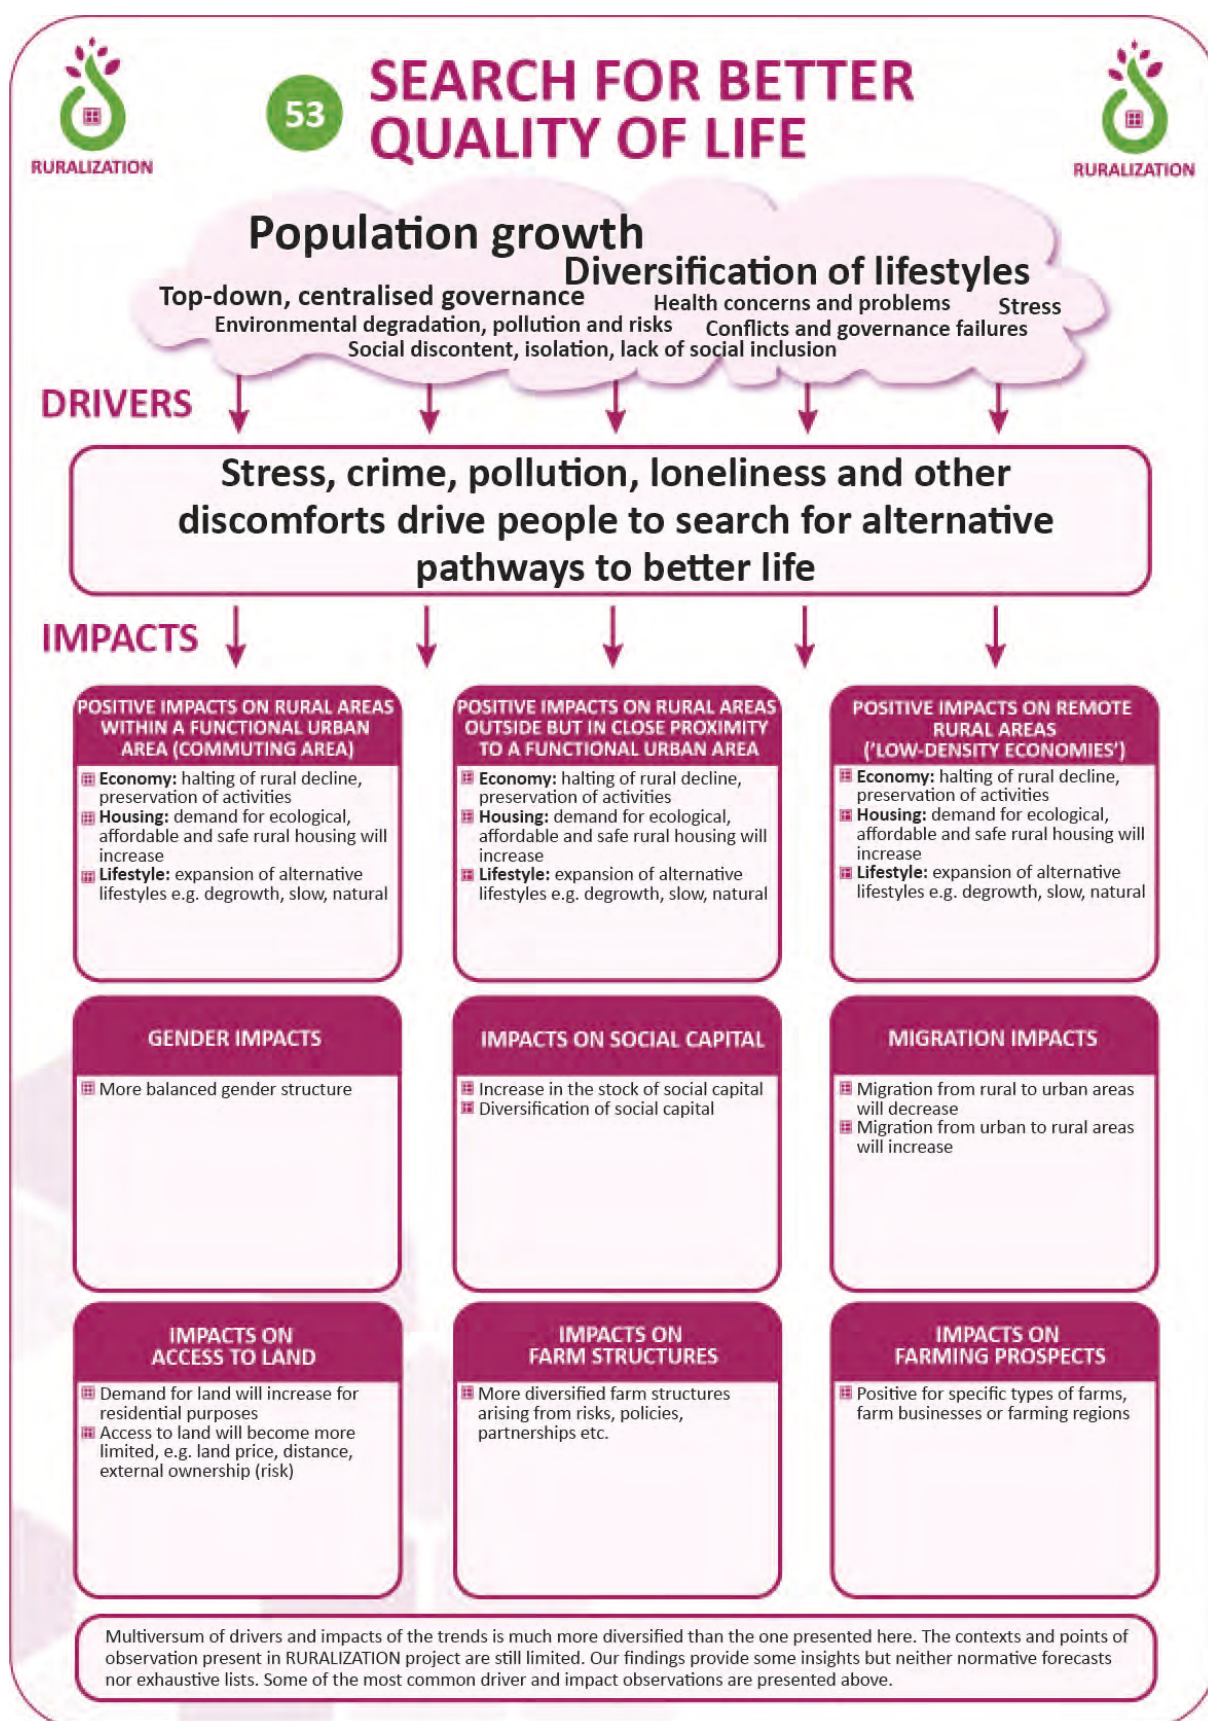 RURALIZATION
53
SEARCH FOR BETTER
QUALITY OF LIFE
RURALIZATION
Population growth
Diversification of lifestyles
Top-down, centralised governance
Health concerns and problems
Stress
Environmental degradation, pollution and risks
Conflicts and governance failures
Social discontent, isolation, lack of social inclusion
DRIVERS
Stress, crime, pollution, loneliness and other
discomforts drive people to search for alternative
pathways to better life
IMPACTS
POSITIVE IMPACTS ON RURAL AREAS
WITHIN A FUNCTIONAL URBAN
AREA (COMMUTING AREA)
Economy: halting of rural decline,
preservation of activities
Housing: demand for ecological,
affordable and safe rural housing will
increase
Lifestyle: expansion of alternative
lifestyles e.g. degrowth, slow, natural
POSITIVE IMPACTS ON RURAL AREAS
OUTSIDE BUT IN CLOSE PROXIMITY
TO A FUNCTIONAL URBAN AREA
Economy: halting of rural decline,
preservation of activities
Housing: demand for ecological,
affordable and safe rural housing will
increase
Lifestyle: expansion of alternative
lifestyles e.g. degrowth, slow, natural
POSITIVE IMPACTS ON REMOTE
RURAL AREAS
('LOW-DENSITY ECONOMIES')
Economy: halting of rural decline,
preservation of activities
Housing: demand for ecological,
affordable and safe rural housing will
increase
Lifestyle: expansion of alternative
lifestyles e.g. degrowth, slow, natural
GENDER IMPACTS
More balanced gender structure
IMPACTS ON SOCIAL CAPITAL
Increase in the stock of social capital
Diversification of social capital
MIGRATION IMPACTS
Migration from rural to urban areas
will decrease
Migration from urban to rural areas
will increase
IMPACTS ON
ACCESS TO LAND
Demand for land will increase for
residential purposes
Access to land will become more
limited, e.g. land price, distance,
external ownership (risk)
IMPACTS ON
FARM STRUCTURES
More diversified farm structures
arising from risks, policies,
partnerships etc.
IMPACTS ON
FARMING PROSPECTS
Positive for specific types of farms,
farm businesses or farming regions
Multiversum of drivers and impacts of the trends is much more diversified than the one presented here. The contexts and points of
observation present in RURALIZATION project are still limited. Our findings provide some insights but neither normative forecasts
nor exhaustive lists. Some of the most common driver and impact observations are presented above.